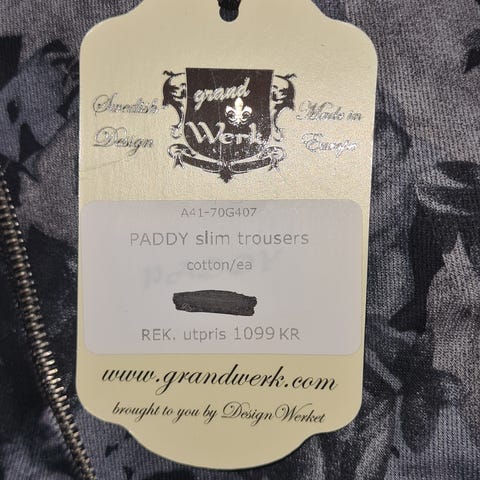 Swedish
Design
grand
Werk
Made in
Europe
A41-70G407
PADDY slim trousers
cotton/ea
REK. utpris 1099 KR
www.grandwerk.com
brought to you by DesignWerket